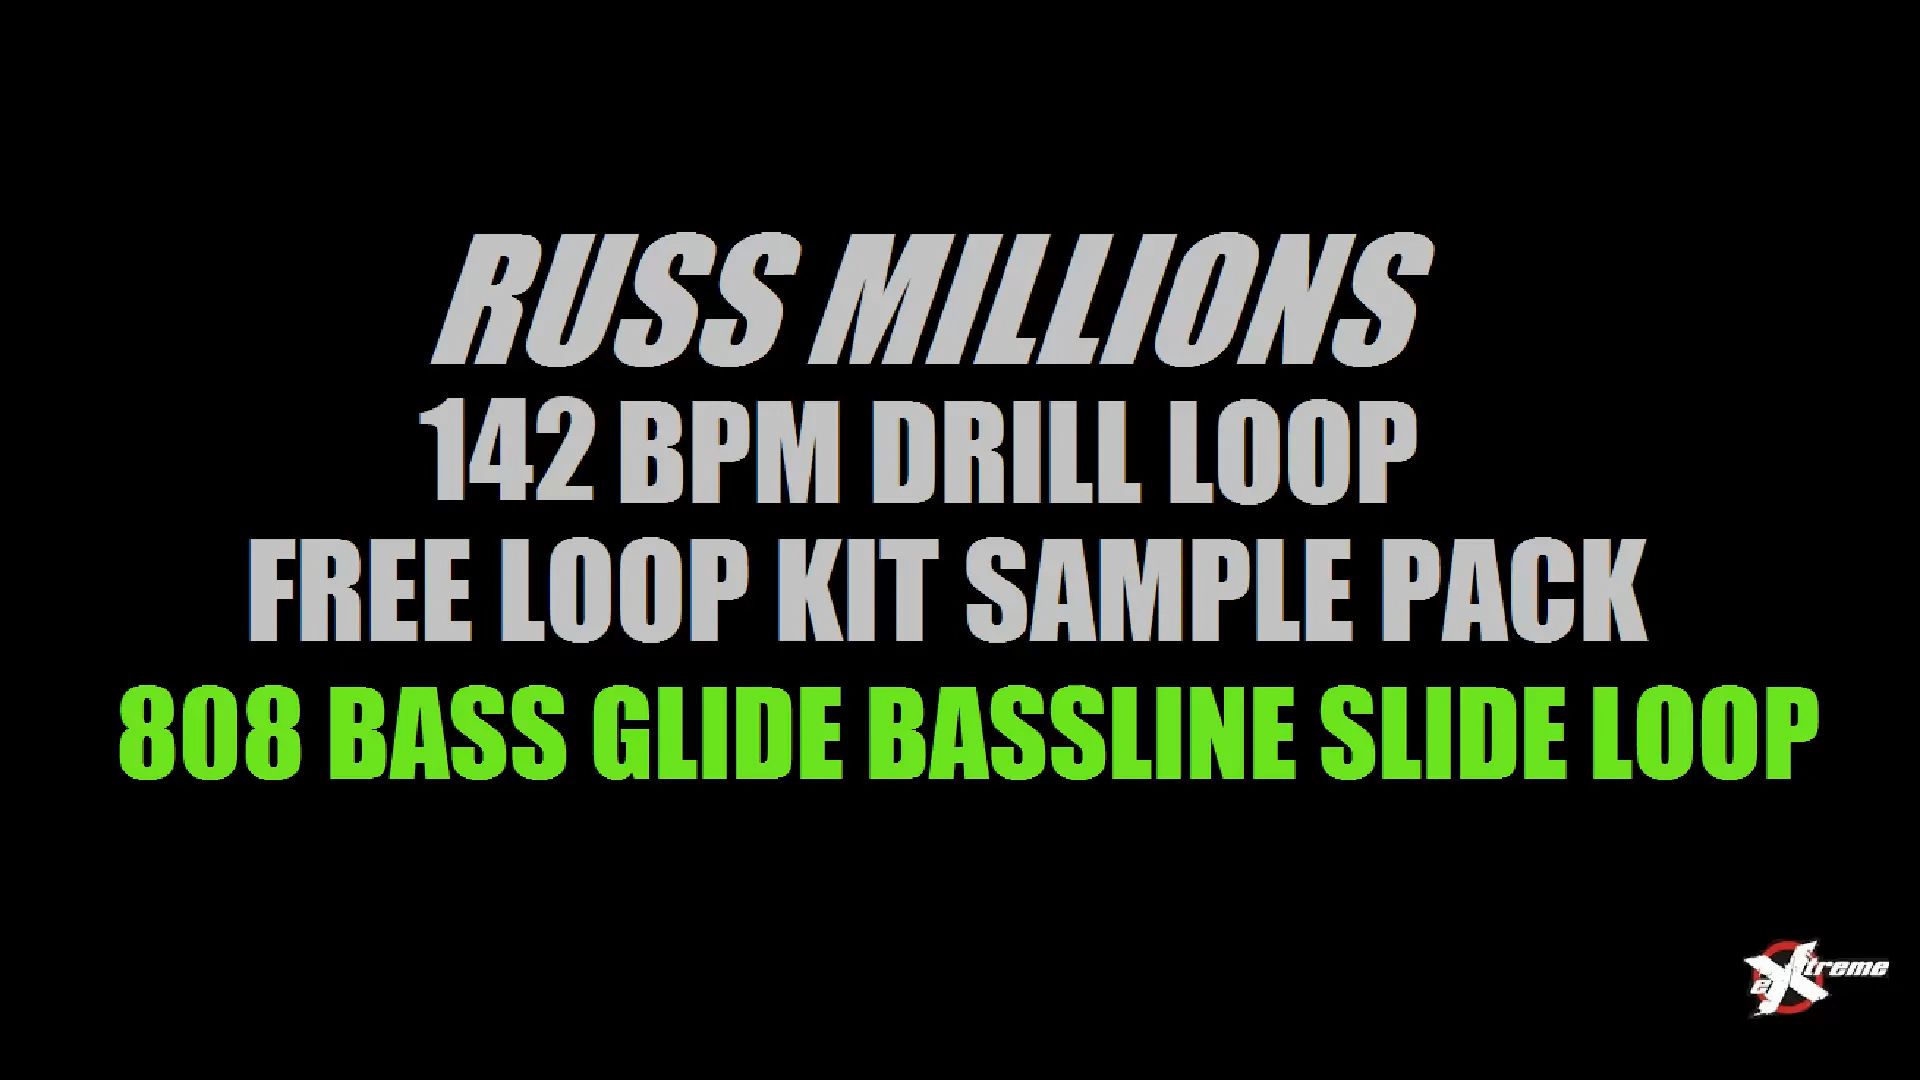 RUSS MILLIONS
142 BPM DRILL LOOP
FREE LOOP KIT SAMPLE PACK
808 BASS GLIDE BASSLINE SLIDE LOOP
eXtreme